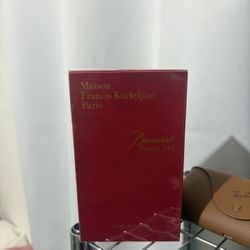 Maison
Francis Kurkdjian
Paris
Baccarat
Rouge 540